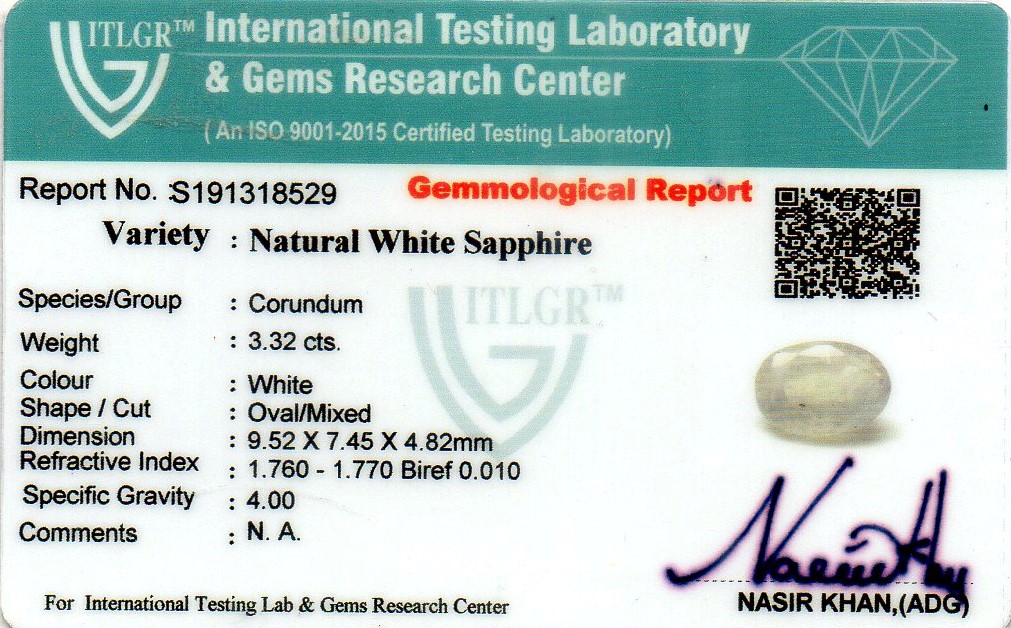 ITLGR™ International Testing Laboratory
& Gems Research Center
( An ISO 9001-2015 Certified Testing Laboratory)
Report No. :S191318529
Gemmological Report
Variety : Natural White Sapphire
Species/Group : Corundum
Weight : 3.32 cts.
Colour : White
Shape / Cut : Oval/Mixed
Dimension : 9.52 X 7.45 X 4.82mm
Refractive Index : 1.760 - 1.770 Biref 0.010
Specific Gravity : 4.00
Comments : N. A.
ITLGR™
For International Testing Lab & Gems Research Center
NASIR KHAN,(ADG)